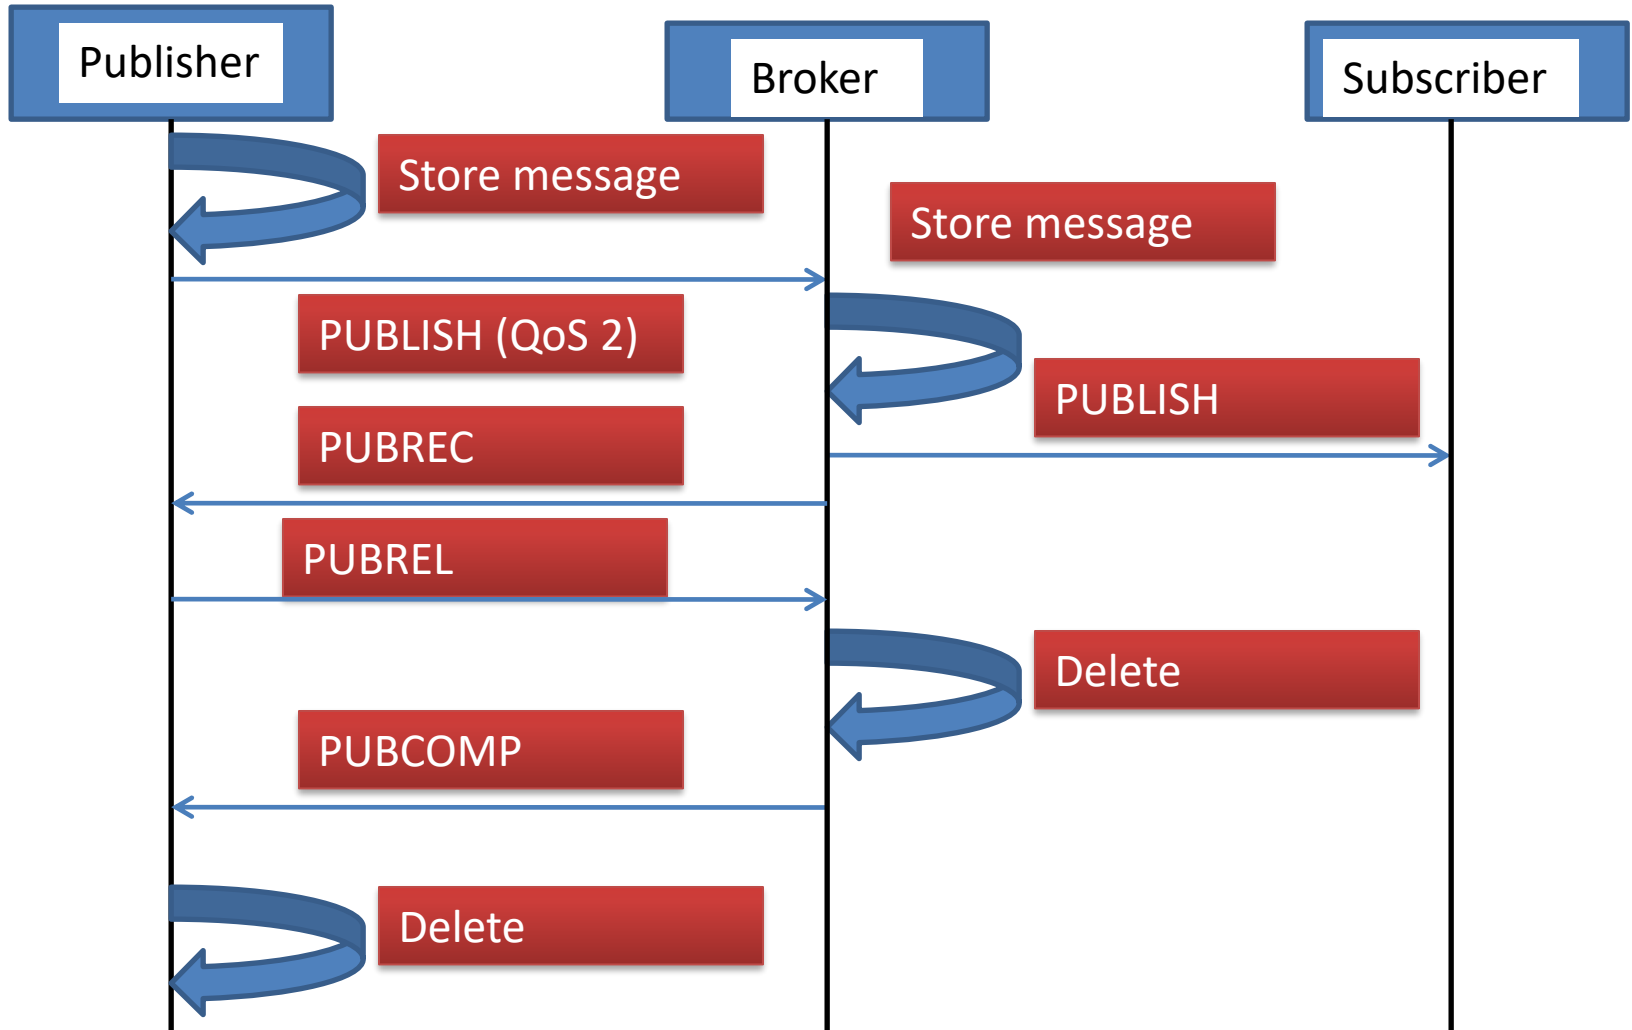 Publisher
Broker
Subscriber
Store message
Store message
PUBLISH (QoS 2)
PUBLISH
PUBREC
PUBREL
Delete
PUBCOMP
Delete